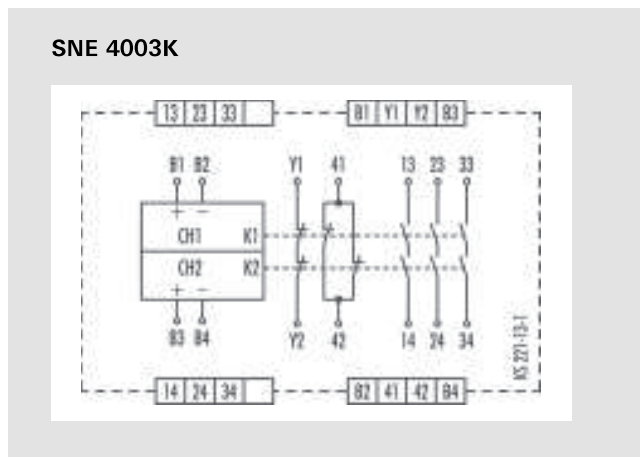 SNE 4003K
13 23 33 B1 Y1 Y2 B3
B1 B2 Y1 41 13 23 33
+ −
CH1 K1
CH2 K2
+ −
B3 B4 Y2 42 14 24 34
KS 221-13-1
14 24 34 B2 41 42 B4